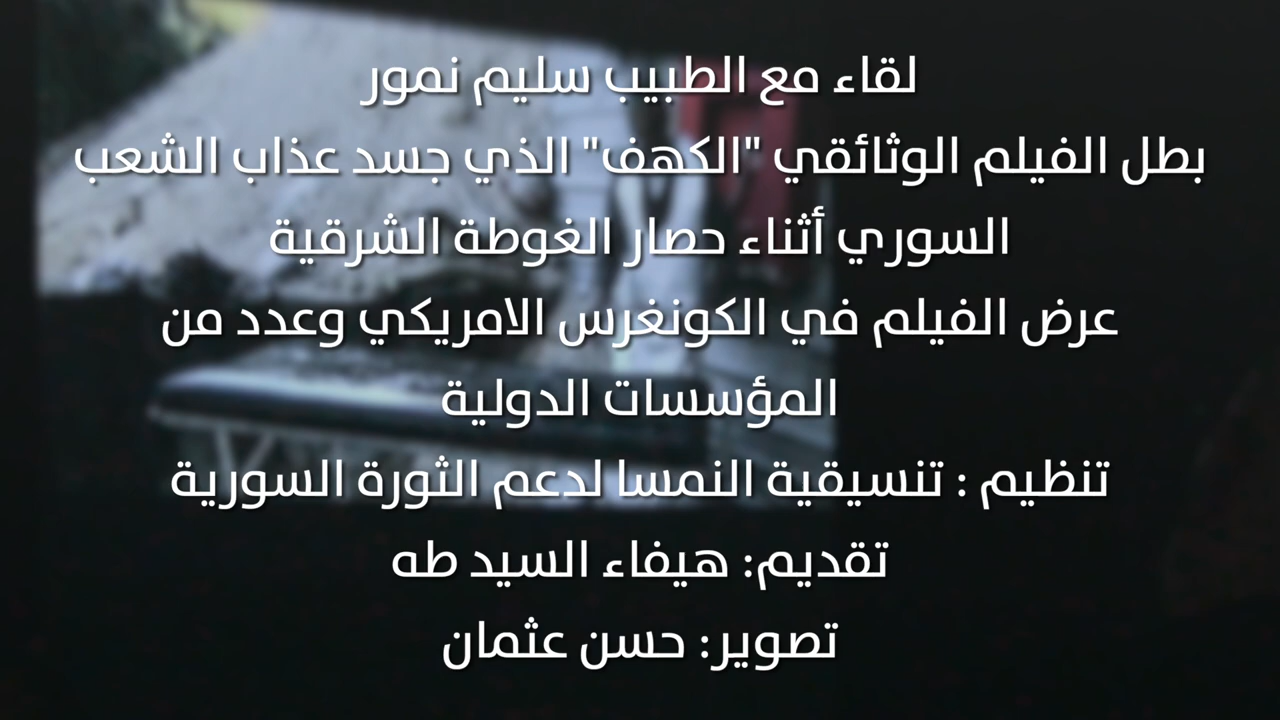 لقاء مع الطبيب سليم نمور
بطل الفيلم الوثائقي "الكهف" الذي جسد عذاب الشعب
السوري أثناء حصار الغوطة الشرقية
عرض الفيلم في الكونغرس الامريكي وعدد من
المؤسسات الدولية
تنظيم : تنسيقية النمسا لدعم الثورة السورية
تقديم: هيفاء السيد طه
تصوير: حسن عثمان